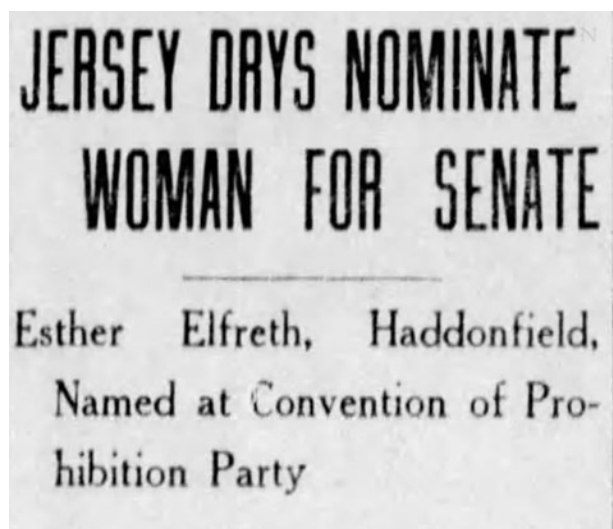 JERSEY DRYS NOMINATE
WOMAN FOR SENATE
Esther Elfreth, Haddonfield,
Named at Convention of Pro-
hibition Party